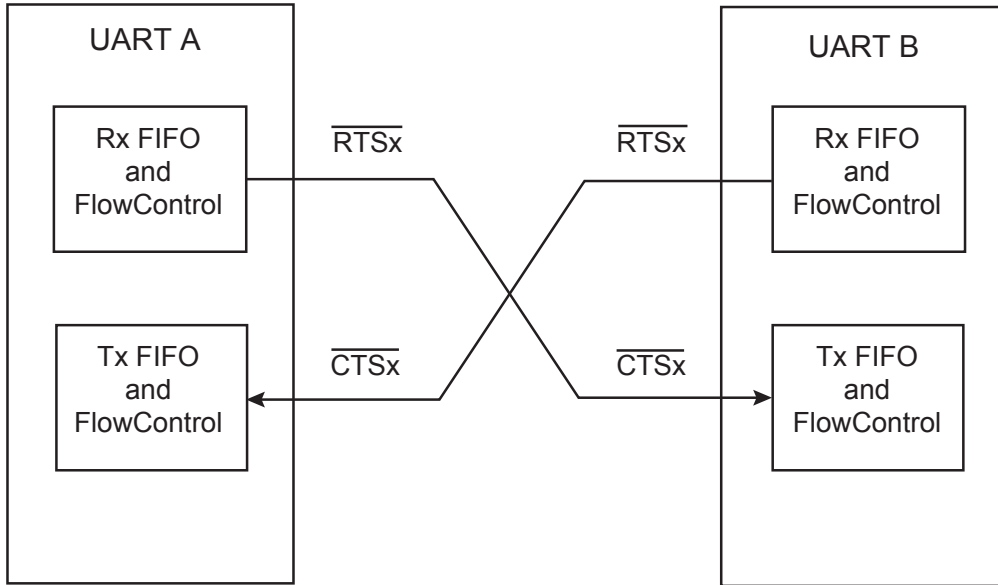 UART A
UART B
Rx FIFO
and
FlowControl
RTSx
RTSx
Rx FIFO
and
FlowControl
Tx FIFO
and
FlowControl
CTSx
CTSx
Tx FIFO
and
FlowControl